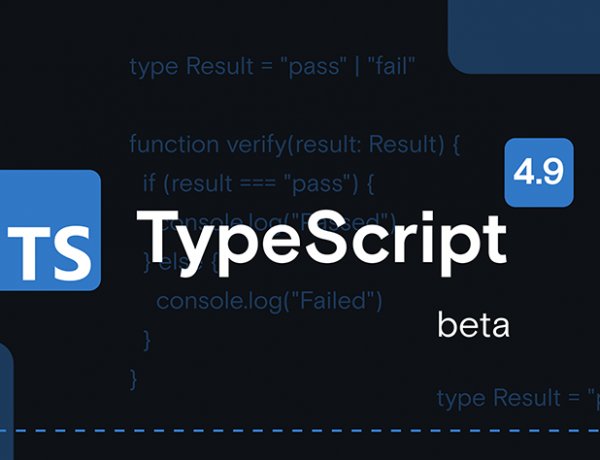 type Result = "pass" | "fail"
function verify(result: Result) {
if (result === "pass") {
4.9
console.log("Passed")
TS
TypeScript
} else {
console.log("Failed")
beta
}
}
type Result = "p